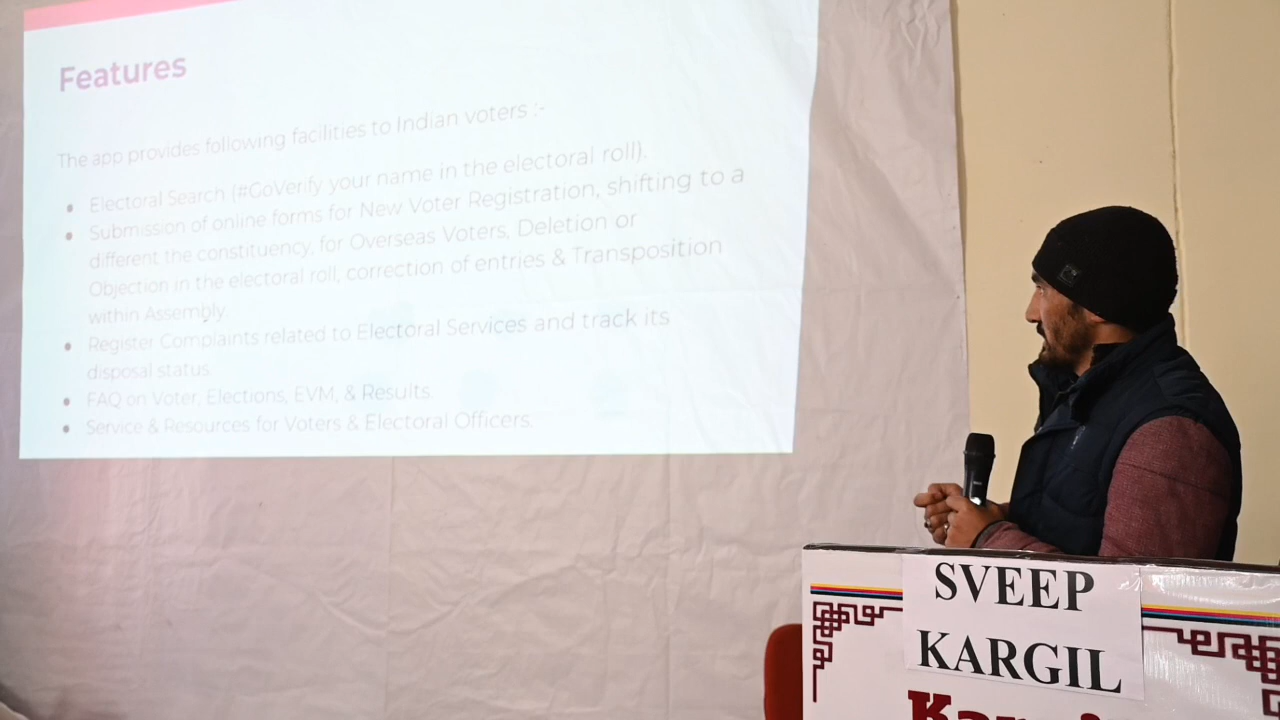 Features
The app provides following facilities to Indian voters :-
• Electoral Search (#GoVerify your name in the electoral roll).
• Submission of online forms for New Voter Registration, shifting to a
different the constituency, for Overseas Voters, Deletion or
Objection in the electoral roll, correction of entries & Transposition
within Assembly.
• Register Complaints related to Electoral Services and track its
disposal status.
• FAQ on Voter, Elections, EVM, & Results
• Service & Resources for Voters & Electoral Officers.
SVEEP
KARGIL